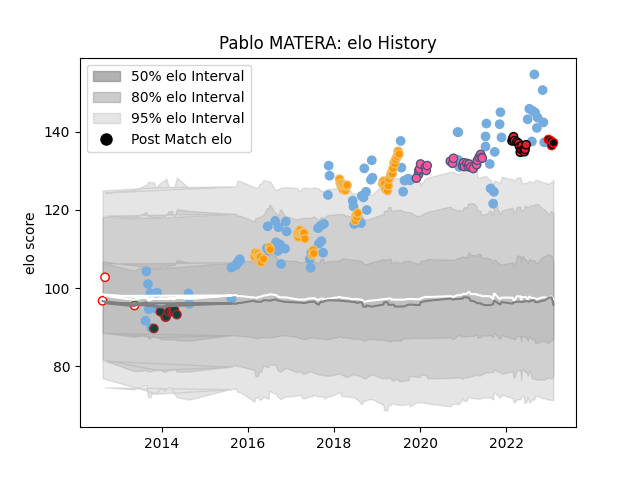 Pablo MATERA: elo History
50% elo Interval
80% elo Interval
95% elo Interval
Post Match elo
elo score
140
120
100
80
2014
2016
2018
2020
2022